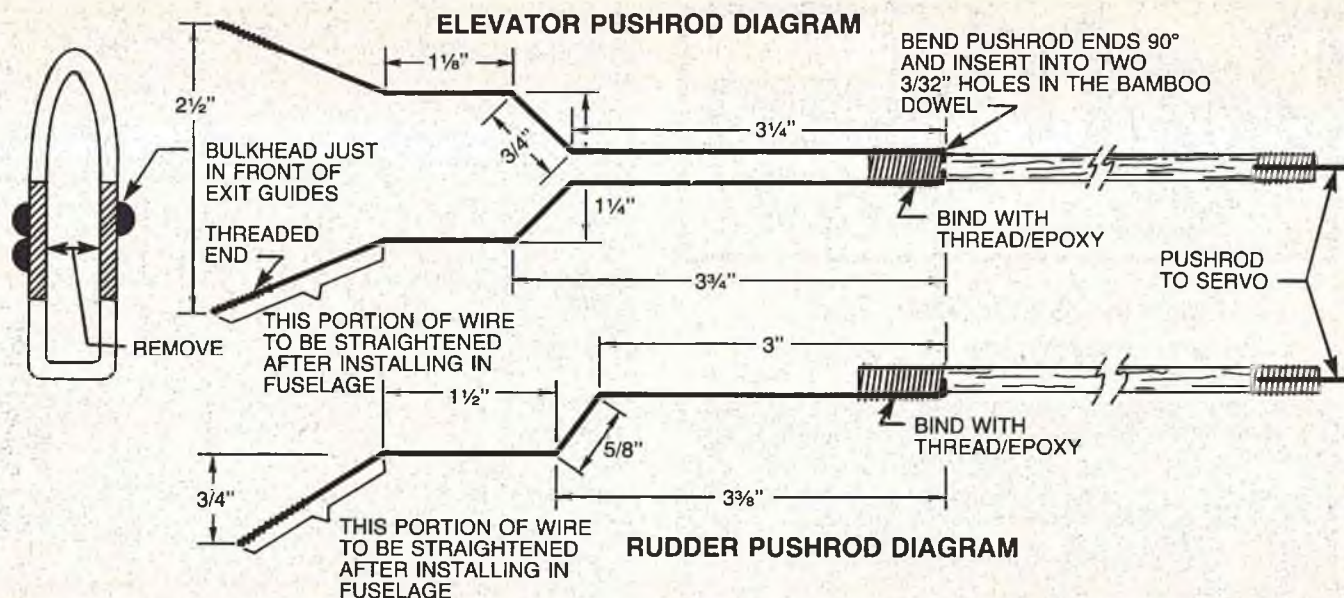 ELEVATOR PUSHROD DIAGRAM
BEND PUSHROD ENDS 90°
AND INSERT INTO TWO
3/32" HOLES IN THE BAMBOO
DOWEL
1⅛"
2½"
3¼"
3/4"
BULKHEAD JUST
IN FRONT OF
EXIT GUIDES
1¼"
BIND WITH
THREAD/EPOXY
THREADED
END
PUSHROD
TO SERVO
3¾"
THIS PORTION OF WIRE
TO BE STRAIGHTENED
AFTER INSTALLING IN
FUSELAGE
REMOVE
3"
1½"
BIND WITH
THREAD/EPOXY
5/8"
3/4"
3⅜"
THIS PORTION OF WIRE
TO BE STRAIGHTENED
AFTER INSTALLING IN
FUSELAGE
RUDDER PUSHROD DIAGRAM